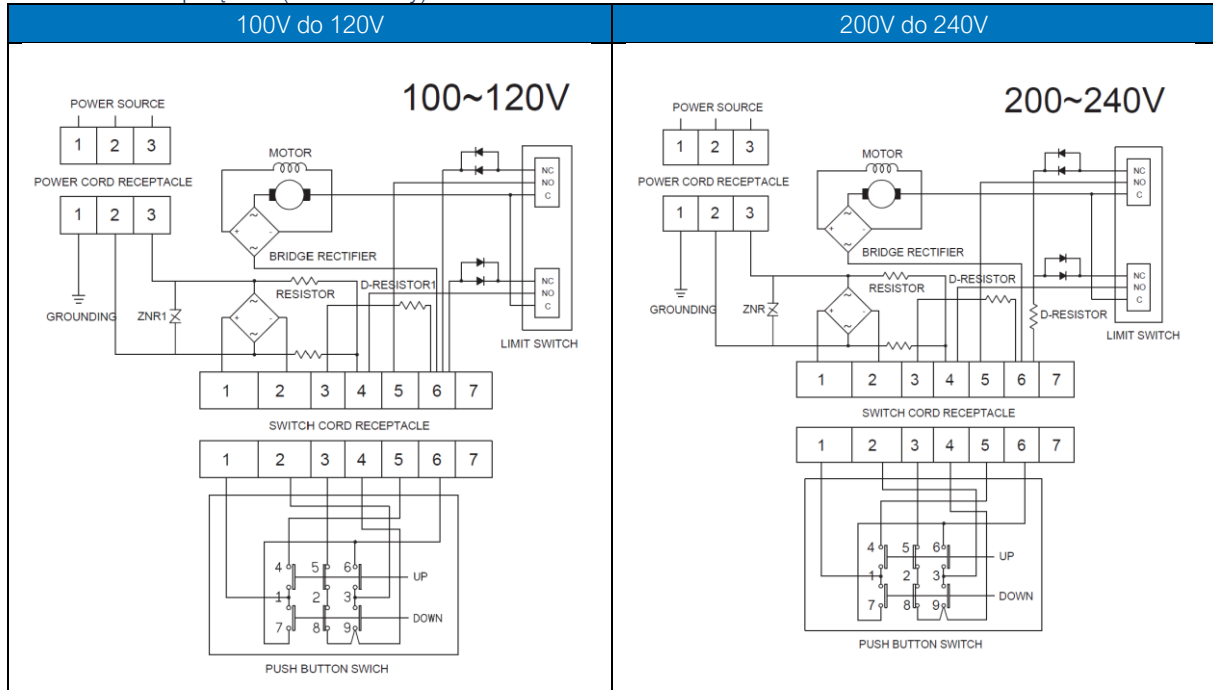 100V do 120V
200V do 240V
100~120V
POWER SOURCE
1 2 3
MOTOR
NC
NO
C
POWER CORD RECEPTACLE
1 2 3
~
+ -
~
BRIDGE RECTIFIER
NC
NO
C
RESISTOR
D-RESISTOR1
GROUNDING
ZNR1
~
+ -
~
LIMIT SWITCH
1 2 3 4 5 6 7
SWITCH CORD RECEPTACLE
1 2 3 4 5 6 7
4 5 6
UP
1 2 3
DOWN
7 8 9
PUSH BUTTON SWICH
200~240V
POWER SOURCE
1 2 3
MOTOR
NC
NO
C
POWER CORD RECEPTACLE
1 2 3
~
+ -
~
BRIDGE RECTIFIER
NC
NO
C
RESISTOR
D-RESISTOR
GROUNDING
ZNR
~
+ -
~
D-RESISTOR
LIMIT SWITCH
1 2 3 4 5 6 7
SWITCH CORD RECEPTACLE
1 2 3 4 5 6 7
4 5 6
UP
1 2 3
DOWN
7 8 9
PUSH BUTTON SWITCH